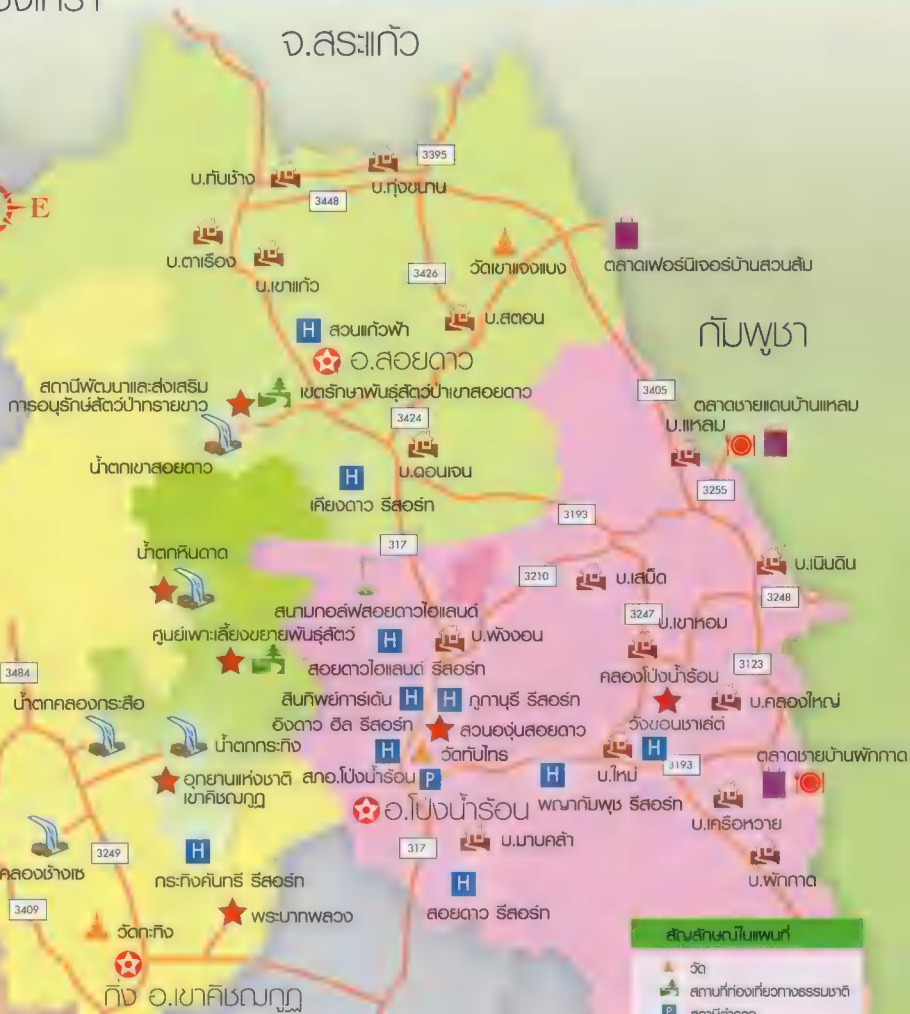 จ.สระแก้ว
3395
บ.ทับช้าง
บ.ทุ่งขนาน
3448
E
บ.ตาเรือง
บ.เขาแก้ว
3426
วัดเขาแจงแบง
ตลาดเฟอร์นิเจอร์บ้านสวนส้ม
H สวนแก้วฟ้า
บ.สตอน
กัมพูชา
อ.สอยดาว
สถานีพัฒนาและส่งเสริม
การอนุรักษ์สัตว์ป่าทรายขาว
เขตรักษาพันธุ์สัตว์ป่าเขาสอยดาว
3405
ตลาดชายแดนบ้านแหลม
บ.แหลม
3424
น้ำตกเขาสอยดาว
บ.ดอนเจน
H
เคียงดาว รีสอร์ท
3255
3193
317
น้ำตกหินดาด
3210
บ.เสม็ด
บ.เนินดิน
3248
สนามกอล์ฟสอยดาวไฮแลนด์
3247
บ.เขาหอม
ศูนย์เพาะเลี้ยงขยายพันธุ์สัตว์
H
บ.พังงอน
สอยดาวไฮแลนด์ รีสอร์ท
คลองโป่งน้ำร้อน
3123
3484
น้ำตกคลองกระสือ
สินทิพย์การ์เด้น H
H ภูคานุรี รีสอร์ท
บ.คลองใหญ่
อิงดาว ฮิล รีสอร์ท
สวนองุ่นสอยดาว
วังขอนชาเล่ต์
น้ำตกกระทิง
H
วัดทับไทร
H
บ.ใหม่
3193
ตลาดชายบ้านผักกาด
อุทยานแห่งชาติ
เขาคิชฌกูฏ
สภอ.โป่งน้ำร้อน P
H
พญากัมพุช รีสอร์ท
อ.โป่งน้ำร้อน
บ.เครือหวาย
บ.มาบคล้า
317
3249
H
คลองช้างเซ
กระทิงคันทรี รีสอร์ท
บ.ผักกาด
H
สอยดาว รีสอร์ท
3409
วัดกะทิง
พระบาทพลวง
กิ่ง อ.เขาคิชฌกูฏ
สัญลักษณ์ในแผนที่
วัด
สถานที่ท่องเที่ยวทางธรรมชาติ
P สถานีตำรวจ